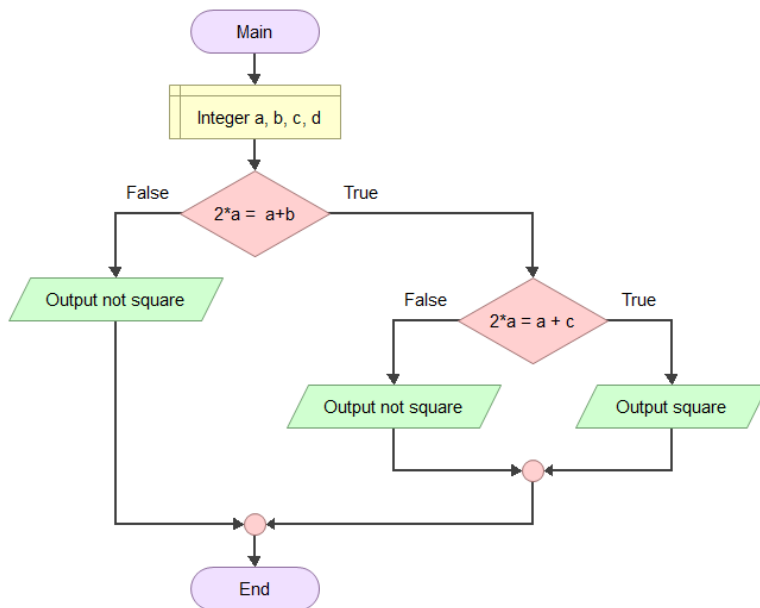 Main
Integer a, b, c, d
False
True
2*a =  a+b
Output not square
False
True
2*a = a + c
Output not square
Output square
End